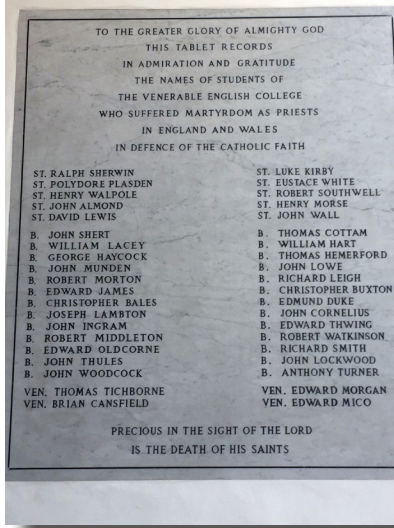 TO THE GREATER GLORY OF ALMIGHTY GOD
THIS TABLET RECORDS
IN ADMIRATION AND GRATITUDE
THE NAMES OF STUDENTS OF
THE VENERABLE ENGLISH COLLEGE
WHO SUFFERED MARTYRDOM AS PRIESTS
IN ENGLAND AND WALES
IN DEFENCE OF THE CATHOLIC FAITH
ST. RALPH SHERWIN
ST. POLYDORE PLASDEN
ST. HENRY WALPOLE
ST. JOHN ALMOND
ST. DAVID LEWIS
B. JOHN SHERT
B. WILLIAM LACEY
B. GEORGE HAYCOCK
B. JOHN MUNDEN
B. ROBERT MORTON
B. EDWARD JAMES
B. CHRISTOPHER BALES
B. JOSEPH LAMBTON
B. JOHN INGRAM
B. ROBERT MIDDLETON
B. EDWARD OLDCORNE
B. JOHN THULES
B. JOHN WOODCOCK
VEN. THOMAS TICHBORNE
VEN. BRIAN CANSFIELD
ST. LUKE KIRBY
ST. EUSTACE WHITE
ST. ROBERT SOUTHWELL
ST. HENRY MORSE
ST. JOHN WALL
B. THOMAS COTTAM
B. WILLIAM HART
B. THOMAS HEMERFORD
B. JOHN LOWE
B. RICHARD LEIGH
B. CHRISTOPHER BUXTON
B. EDMUND DUKE
B. JOHN CORNELIUS
B. EDWARD THWING
B. ROBERT WATKINSON
B. RICHARD SMITH
B. JOHN LOCKWOOD
B. ANTHONY TURNER
VEN. EDWARD MORGAN
VEN. EDWARD MICO
PRECIOUS IN THE SIGHT OF THE LORD
IS THE DEATH OF HIS SAINTS